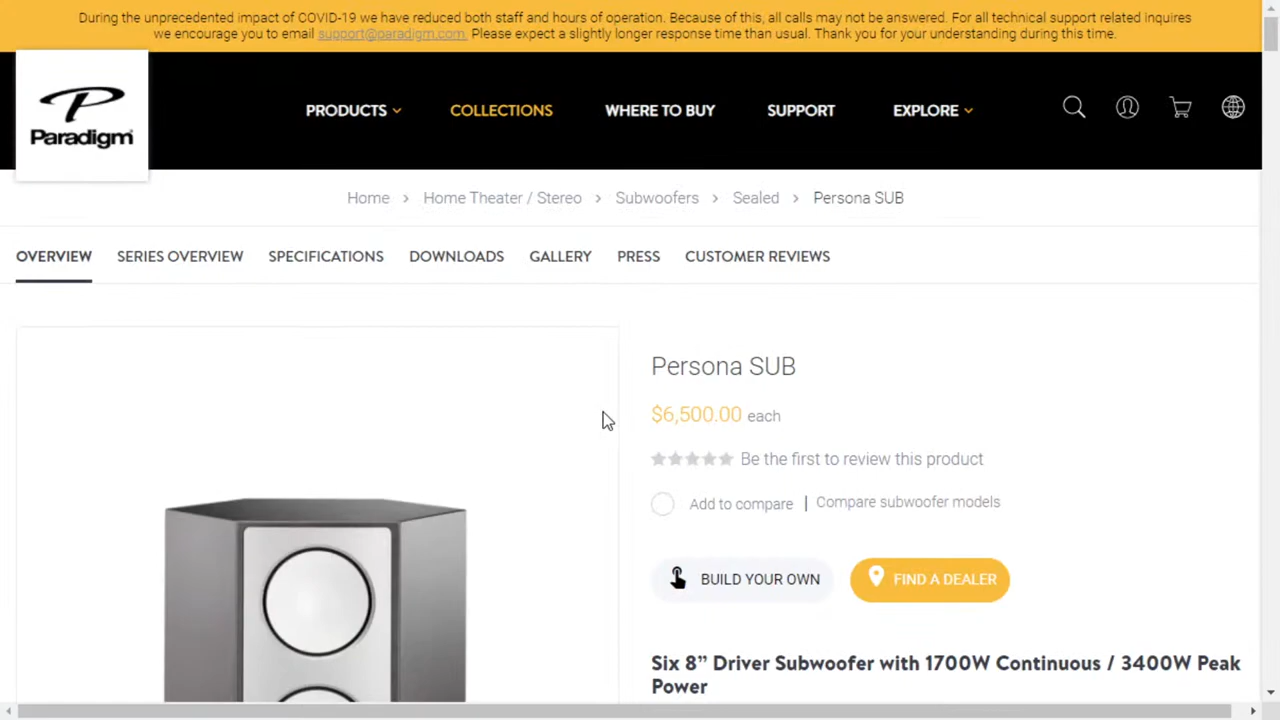 During the unprecedented impact of COVID-19 we have reduced both staff and hours of operation. Because of this, all calls may not be answered. For all technical support related inquires
we encourage you to email support@paradigm.com. Please expect a slightly longer response time than usual. Thank you for your understanding during this time.
Paradigm
PRODUCTS
COLLECTIONS
WHERE TO BUY
SUPPORT
EXPLORE
Home > Home Theater / Stereo > Subwoofers > Sealed > Persona SUB
OVERVIEW
SERIES OVERVIEW
SPECIFICATIONS
DOWNLOADS
GALLERY
PRESS
CUSTOMER REVIEWS
Persona SUB
$6,500.00 each
Be the first to review this product
Add to compare | Compare subwoofer models
BUILD YOUR OWN
FIND A DEALER
Six 8” Driver Subwoofer with 1700W Continuous / 3400W Peak
Power